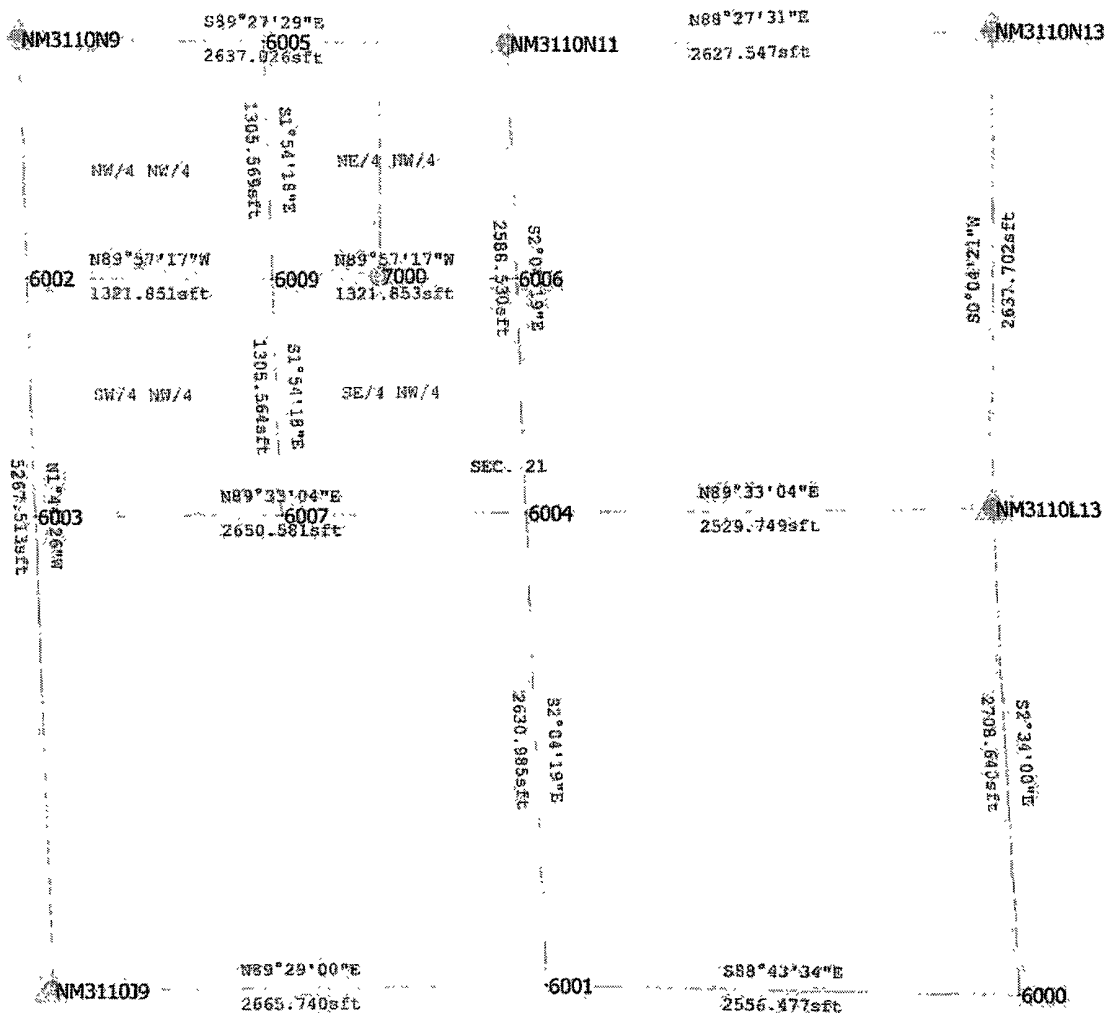 NM3110N9
S89°27'29"E
2637.026sft
6005
NM3110N11
N88°27'31"E
2627.547sft
NM3110N13
NW/4 NW/4
1305.569sft
S1°54'18"E
NE/4 NW/4
6002
N89°57'17"W
1321.851sft
6009
N89°57'17"W
1321.853sft
7000
6006
2586.530sft
S0°04'21"W
2637.702sft
SW/4 NW/4
1305.564sft
S1°54'18"E
SE/4 NW/4
SEC. 21
5267.513sft
6003
N89°33'04"E
2650.581sft
6007
6004
N89°33'04"E
2529.749sft
NM3110L13
2630.985sft
S2°04'19"E
2708.640sft
S2°34'00"E
NM3110J9
N89°29'00"E
2665.740sft
6001
S88°43'34"E
2556.477sft
6000